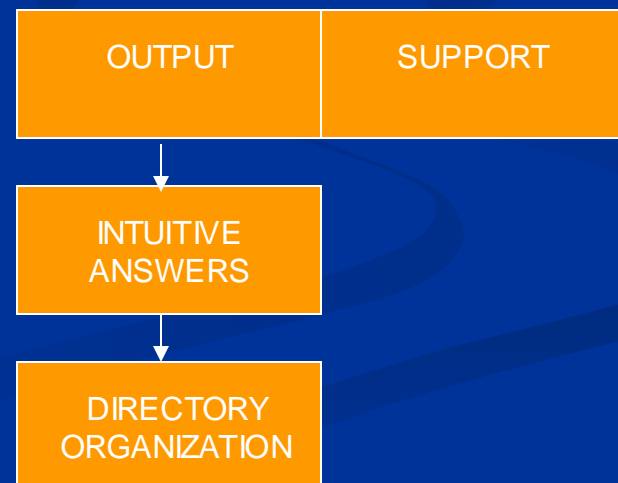 OUTPUT
SUPPORT
INTUITIVE
ANSWERS
DIRECTORY
ORGANIZATION